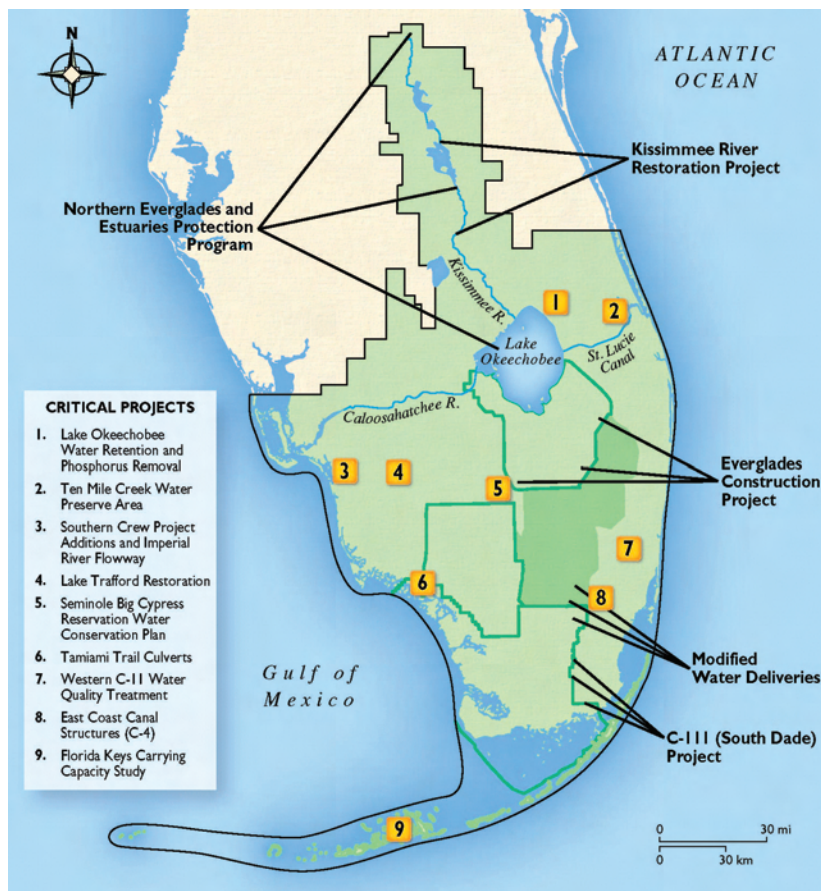 N
ATLANTIC
OCEAN
Kissimmee River
Restoration Project
Northern Everglades and
Estuaries Protection
Program
Kissimmee R.
1
2
Lake
Okeechobee
St. Lucie
Canal
CRITICAL PROJECTS
1. Lake Okeechobee
Water Retention and
Phosphorus Removal
2. Ten Mile Creek Water
Preserve Area
3. Southern Crew Project
Additions and Imperial
River Flowway
4. Lake Trafford Restoration
5. Seminole Big Cypress
Reservation Water
Conservation Plan
6. Tamiami Trail Culverts
7. Western C-11 Water
Quality Treatment
8. East Coast Canal
Structures (C-4)
9. Florida Keys Carrying
Capacity Study
Caloosahatchee R.
3
4
5
Everglades
Construction
Project
7
6
8
Modified
Water Deliveries
Gulf of
Mexico
C-111 (South Dade)
Project
9
0 30 mi
0 30 km